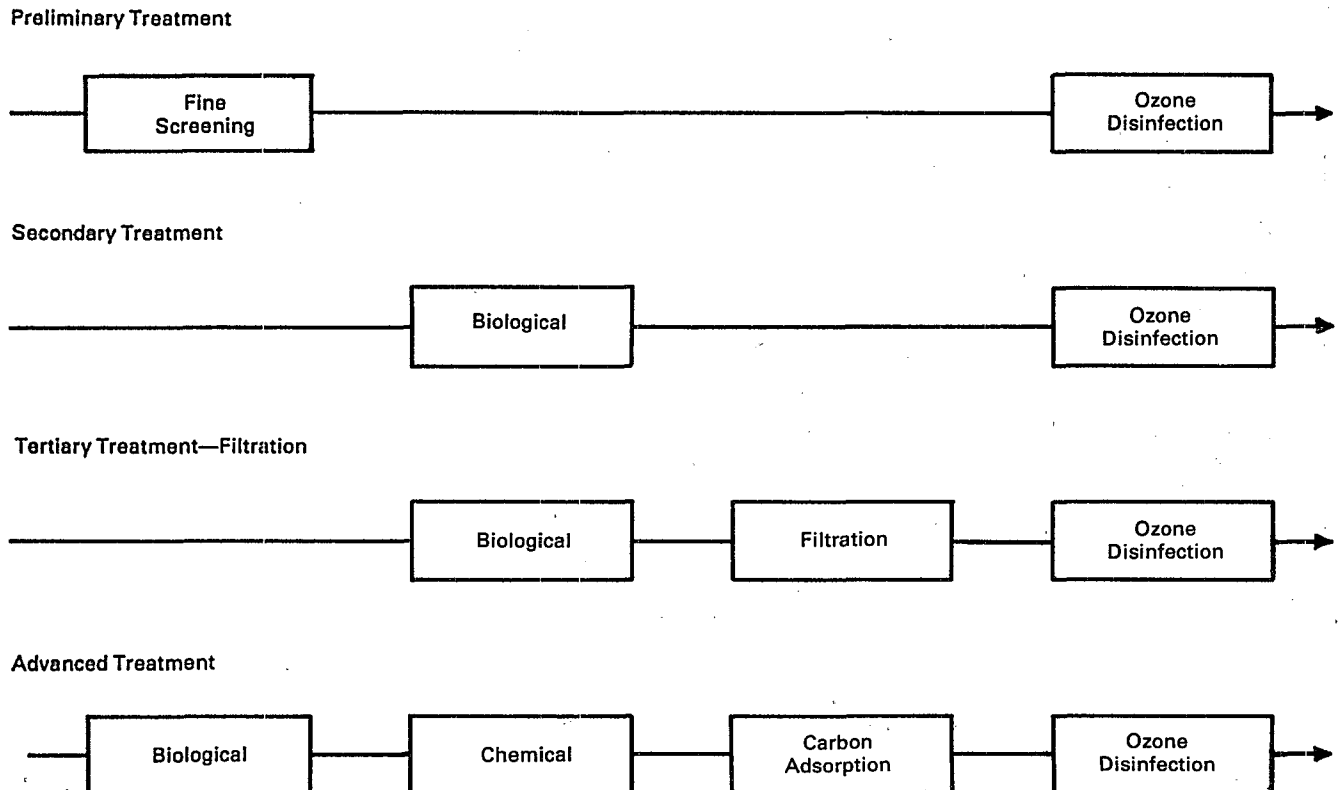 Preliminary Treatment
Fine
Screening
Ozone
Disinfection
Secondary Treatment
Biological
Ozone
Disinfection
Tertiary Treatment—Filtration
Biological
Filtration
Ozone
Disinfection
Advanced Treatment
Biological
Chemical
Carbon
Adsorption
Ozone
Disinfection